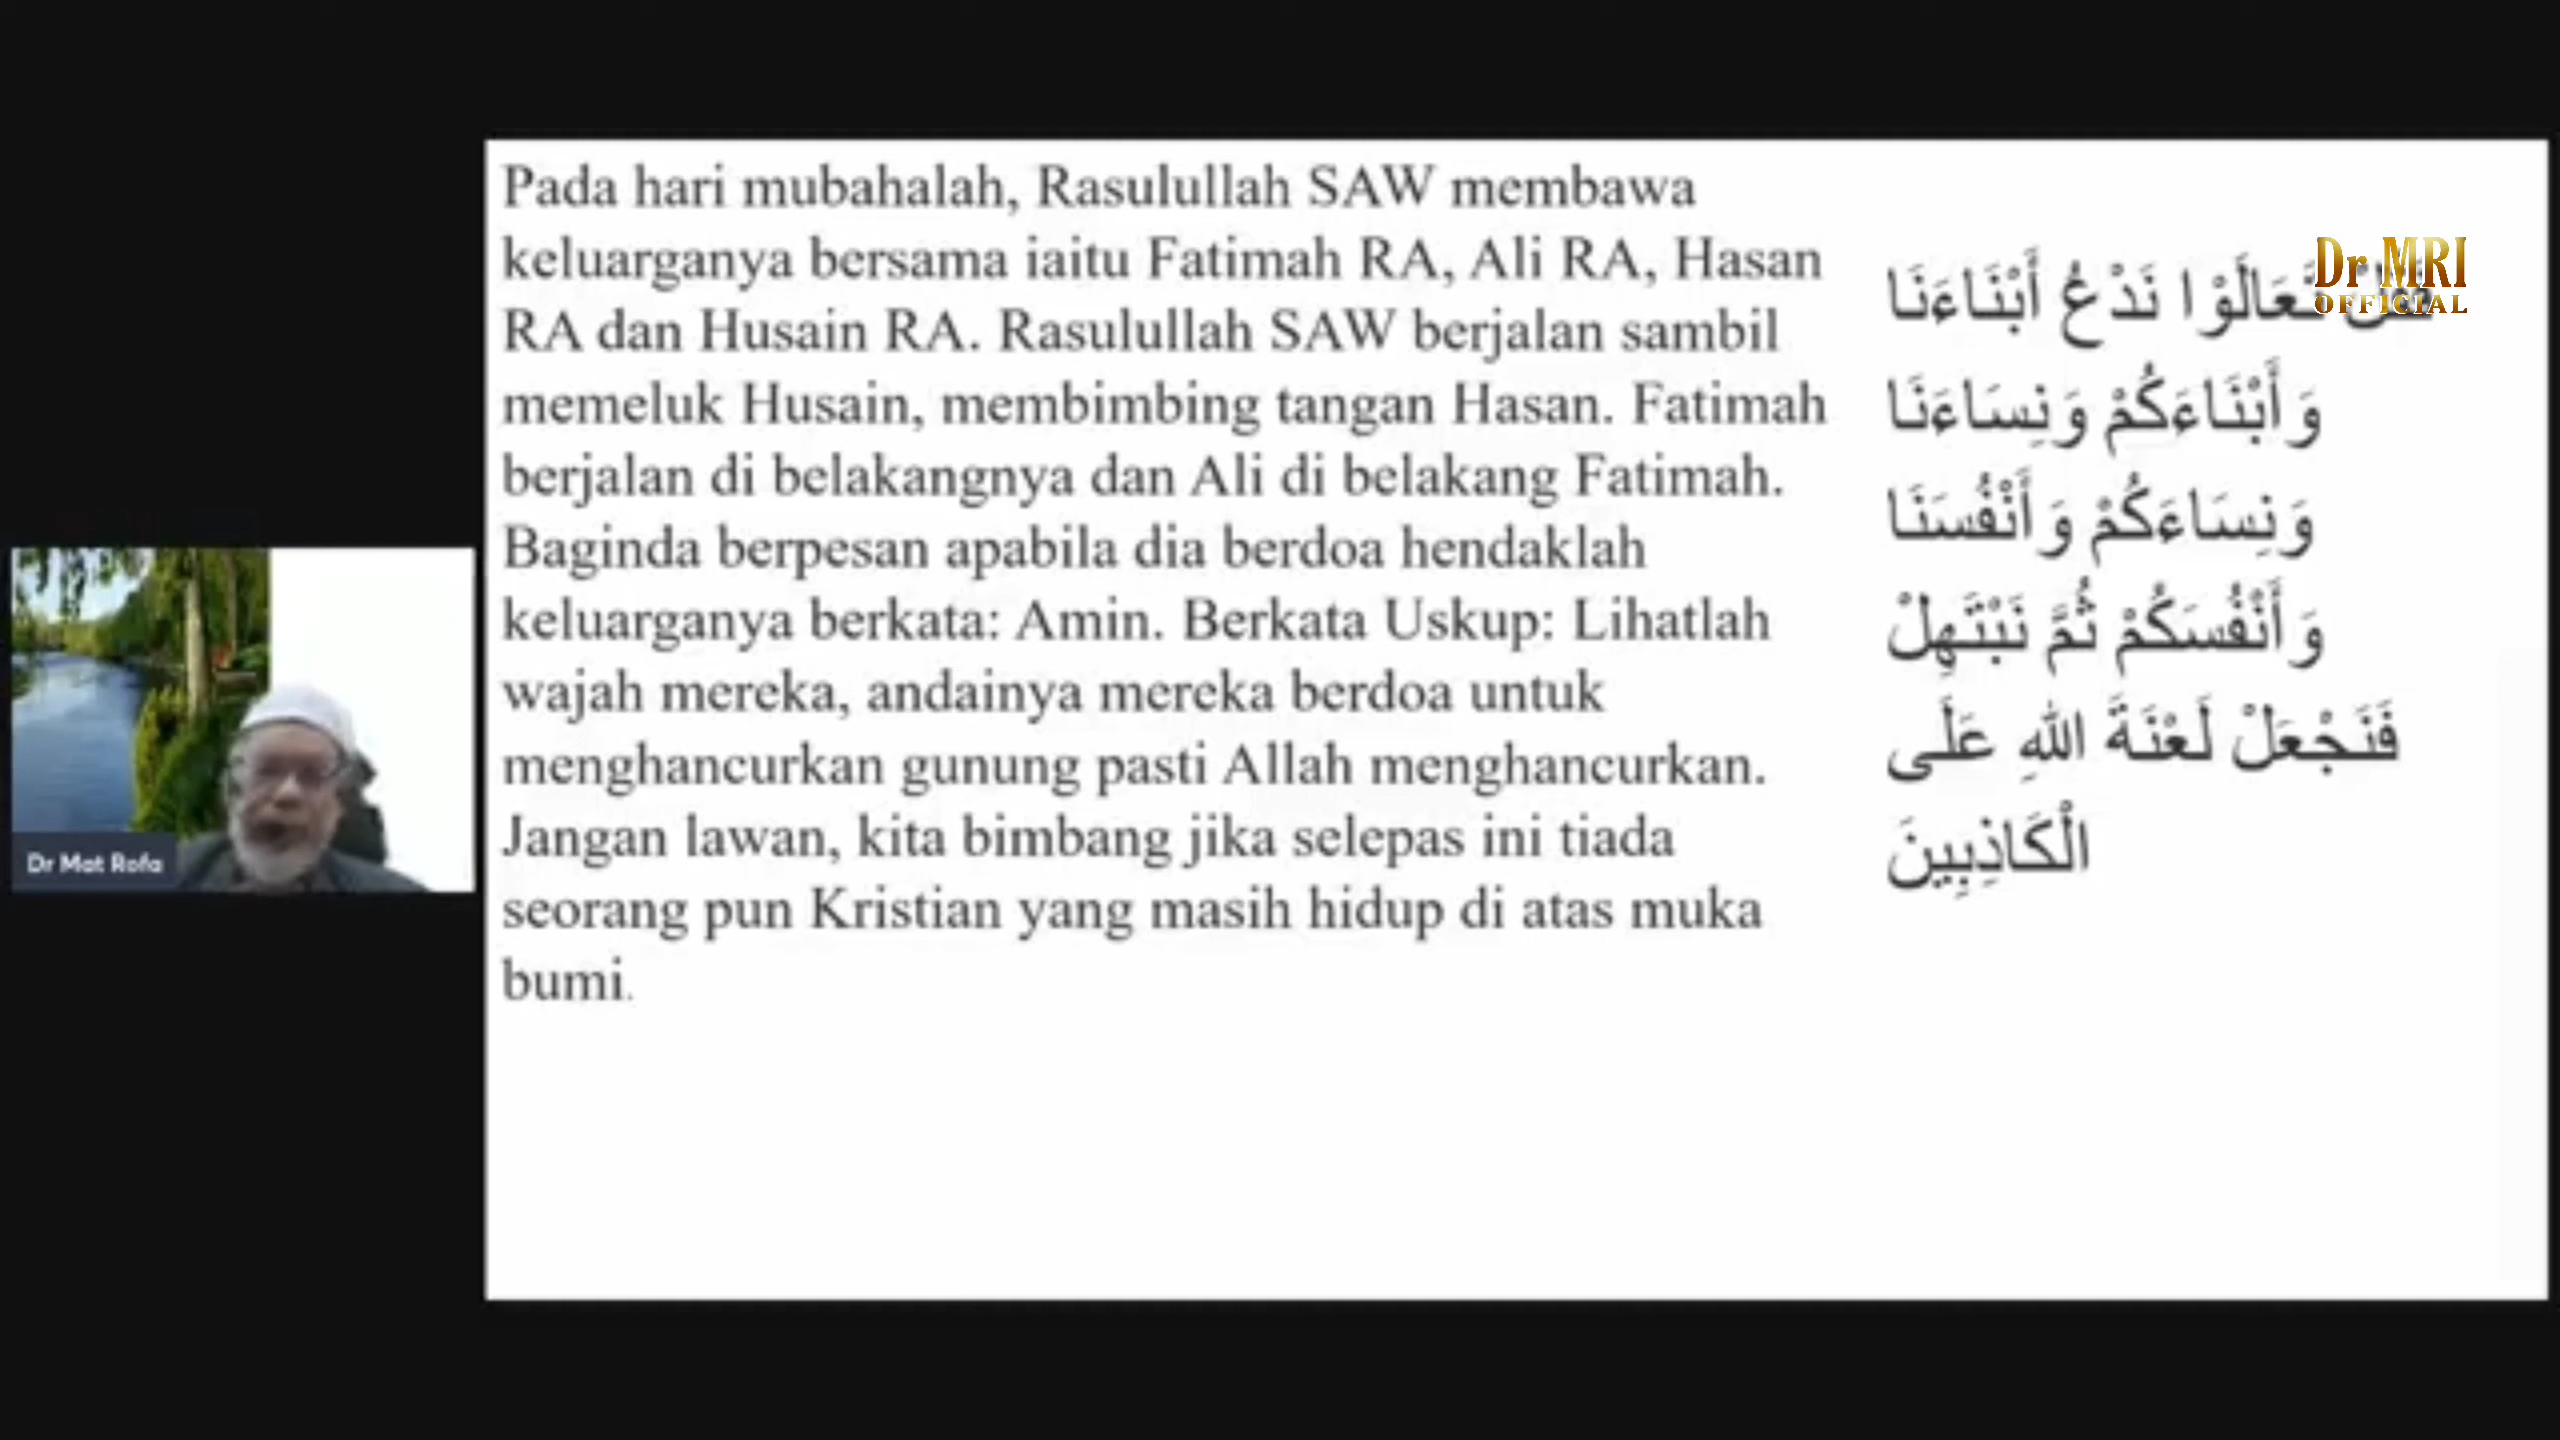 Pada hari mubahalah, Rasulullah SAW membawa
keluarganya bersama iaitu Fatimah RA, Ali RA, Hasan
RA dan Husain RA. Rasulullah SAW berjalan sambil
memeluk Husain, membimbing tangan Hasan. Fatimah
berjalan di belakangnya dan Ali di belakang Fatimah.
Baginda berpesan apabila dia berdoa hendaklah
keluarganya berkata: Amin. Berkata Uskup: Lihatlah
wajah mereka, andainya mereka berdoa untuk
menghancurkan gunung pasti Allah menghancurkan.
Jangan lawan, kita bimbang jika selepas ini tiada
seorang pun Kristian yang masih hidup di atas muka
bumi.
تَعَالَوْا نَدْعُ أَبْنَاءَنَا
وَأَبْنَاءَكُمْ وَنِسَاءَنَا
وَنِسَاءَكُمْ وَأَنْفُسَنَا
وَأَنْفُسَكُمْ ثُمَّ نَبْتَهِلْ
فَنَجْعَلْ لَعْنَةَ اللهِ عَلَى
الْكَاذِبِينَ
Dr MRI
OFFICIAL
Dr Mat Rofa